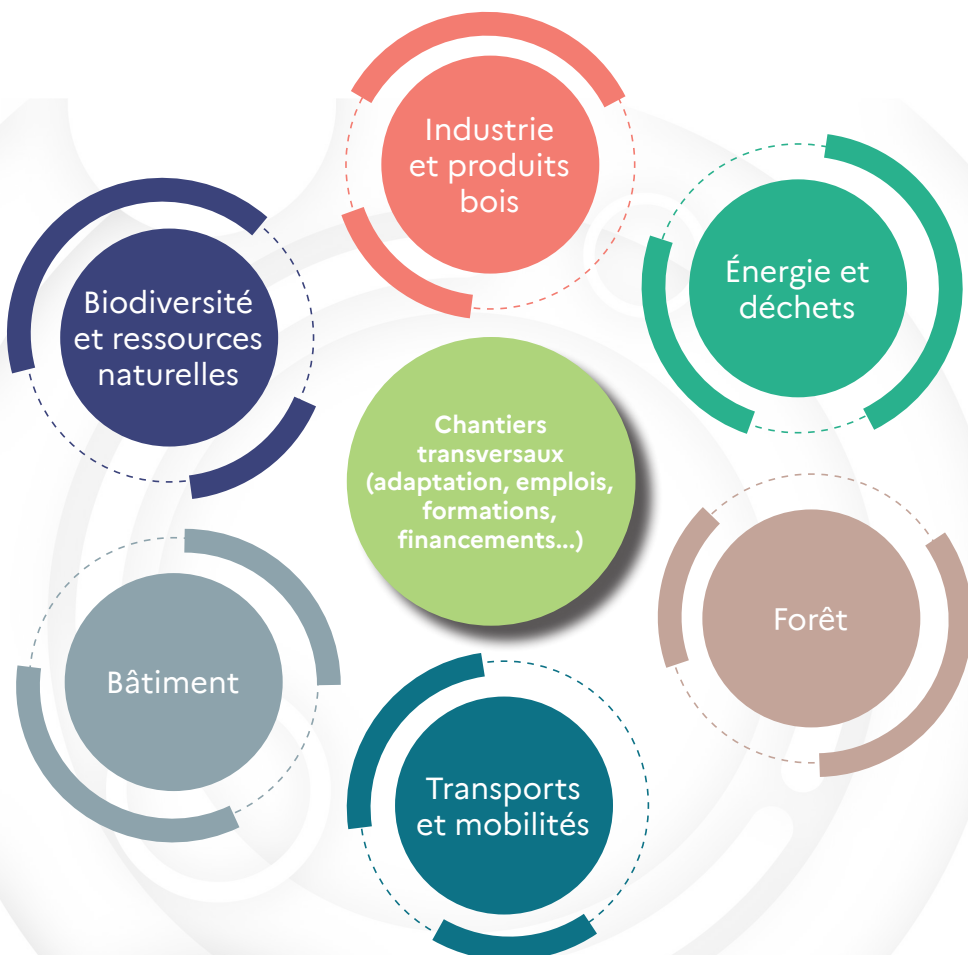 Industrie
et produits
bois
Énergie et
déchets
Biodiversité
et ressources
naturelles
Chantiers
transversaux
(adaptation, emplois,
formations,
financements...)
Forêt
Bâtiment
Transports
et mobilités